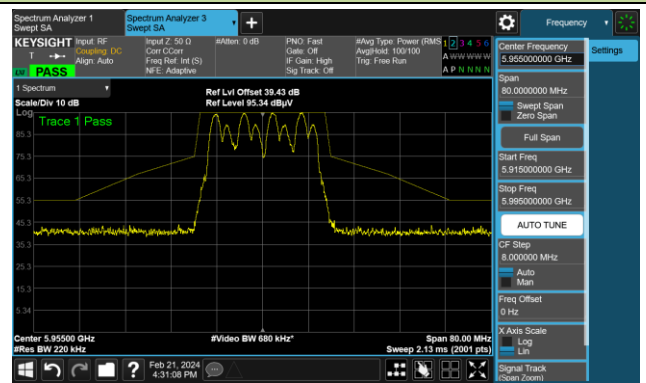 Spectrum Analyzer 1
Swept SA
Spectrum Analyzer 3
Swept SA
Frequency
KEYSIGHT
Input: RF
Coupling: DC
Align: Auto
Input Z: 50 Ω
Corr CCorr
Freq Ref: Int (S)
NFE: Adaptive
#Atten: 0 dB
PNO: Fast
Gate: Off
IF Gain: High
Sig Track: Off
#Avg Type: Power (RMS
Avg|Hold: 100/100
Trig: Free Run
1 2 3 4 5 6
A W W W W W
A P N N N N
T
LW PASS
Center Frequency
5.955000000 GHz
Settings
Span
80.0000000 MHz
Swept Span
Zero Span
Full Span
Start Freq
5.915000000 GHz
Stop Freq
5.995000000 GHz
AUTO TUNE
CF Step
8.000000 MHz
Auto
Man
Freq Offset
0 Hz
X Axis Scale
Log
Lin
Signal Track
(Span Zoom)
1 Spectrum
Scale/Div 10 dB
Ref Lvl Offset 39.43 dB
Ref Level 95.34 dBµV
Log
Trace 1 Pass
85.3
75.3
65.3
55.3
45.3
35.3
25.3
15.3
5.34
Center 5.95500 GHz
#Res BW 220 kHz
#Video BW 680 kHz*
Span 80.00 MHz
Sweep 2.13 ms (2001 pts)
Feb 21, 2024
4:31:08 PM